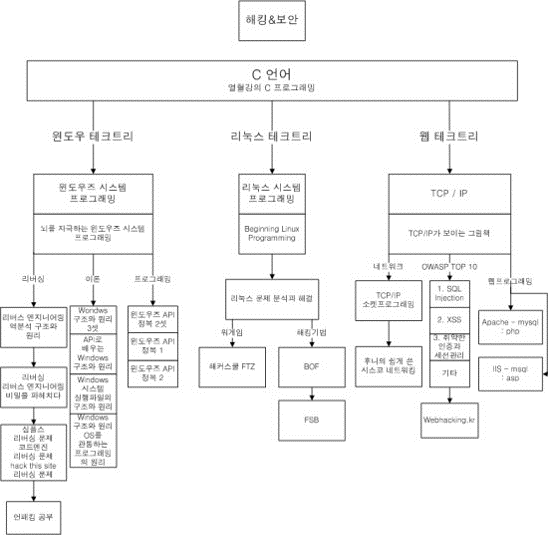 해킹&보안
C 언어
열혈강의 C 프로그래밍
윈도우 테크트리
리눅스 테크트리
웹 테크트리
윈도우즈 시스템
프로그래밍
뇌를 자극하는 윈도우즈 시스템
프로그래밍
리눅스 시스템
프로그래밍
Beginning Linux
Programming
TCP / IP
TCP/IP가 보이는 그림책
리버싱
이론
프로그래밍
리버스 엔지니어링
역분석 구조와
원리
리버싱
리버스 엔지니어링
비밀을 파헤치다
심플스
리버싱 문제
코드엔진
리버싱 문제
hack this site
리버싱 문제
언패킹 공부
Wondws
구조와 원리
3셋
API로
배우는
Windows
구조와 원리
Windows
시스템
실행파일의
구조와 원리
Windows
구조와 원리
OS를
관통하는
프로그래밍
의 원리
윈도우즈 API
정복 2셋
윈도우즈 API
정복 1
윈도우즈 API
정복 2
리눅스 문제 분석과 해결
워게임
해킹기법
해커스쿨 FTZ
BOF
FSB
네트워크
OWASP TOP 10
웹프로그래밍
TCP/IP
소켓프로그래밍
후니의 쉽게 쓴
시스코 네트워킹
1. SQL
Injection
2. XSS
3. 취약한
인증과
세션관리
기타
Webhacking.kr
Apache – mysql
: php
IIS – msql
: asp